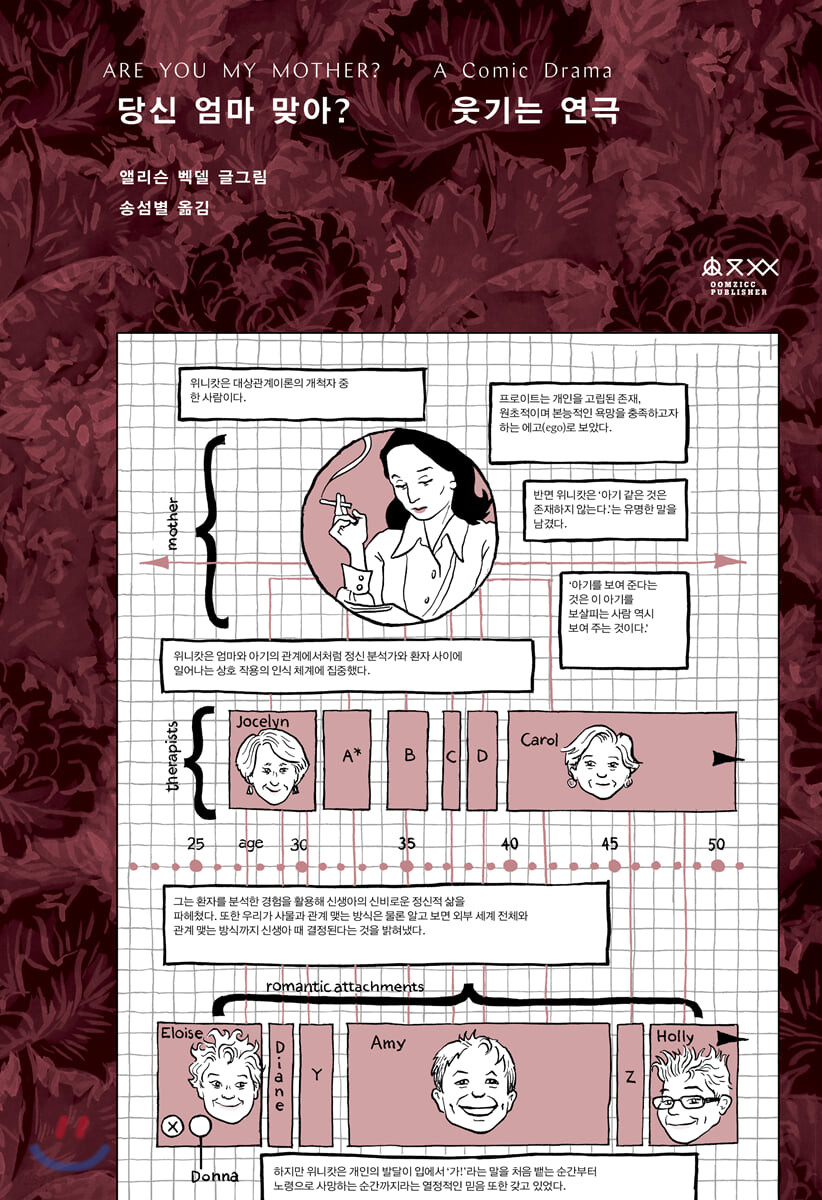 ARE YOU MY MOTHER? A Comic Drama
당신 엄마 맞아? 웃기는 연극
앨리슨 벡델 글그림
송섬별 옮김
OOMZICC
PUBLISHER
위니캇은 대상관계이론의 개척자 중
한 사람이다.
프로이트는 개인을 고립된 존재,
원초적이며 본능적인 욕망을 충족하고자
하는 에고(ego)로 보았다.
반면 위니캇은 ‘아기 같은 것은
존재하지 않는다.’는 유명한 말을
남겼다.
mother
‘아기를 보여 준다는
것은 이 아기를
보살피는 사람 역시
보여 주는 것이다.’
위니캇은 엄마와 아기의 관계에서처럼 정신 분석가와 환자 사이에
일어나는 상호 작용의 인식 체계에 집중했다.
therapists
Jocelyn
A*
B
C
D
Carol
25 age 30 35 40 45 50
그는 환자를 분석한 경험을 활용해 신생아의 신비로운 정신적 삶을
파헤쳤다. 또한 우리가 사물과 관계 맺는 방식은 물론 알고 보면 외부 세계 전체와
관계 맺는 방식까지 신생아 때 결정된다는 것을 밝혀냈다.
romantic attachments
Eloise
Diane
Y
Amy
Z
Holly
X
Donna
하지만 위니캇은 개인의 발달이 입에서 ‘가!’라는 말을 처음 뱉는 순간부터
노령으로 사망하는 순간까지라는 열정적인 믿음 또한 갖고 있었다.